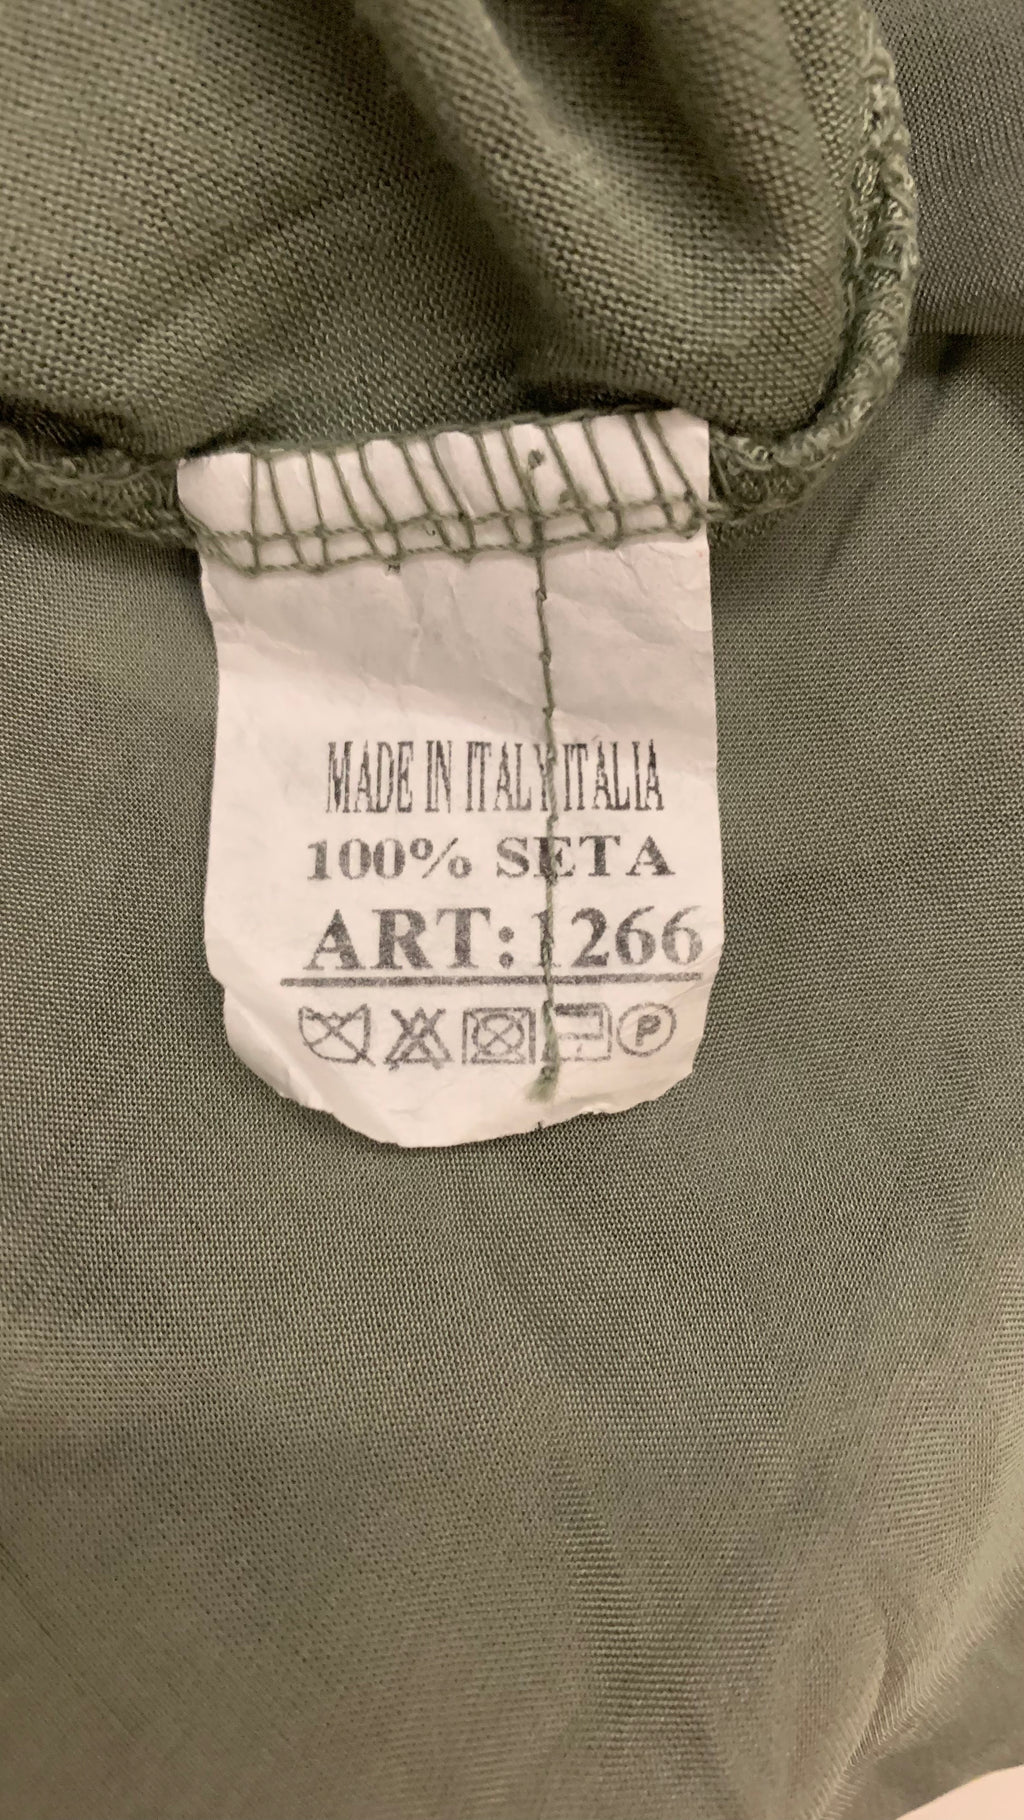 MADE IN ITALY ITALIA
100% SETA
ART: 1266
P